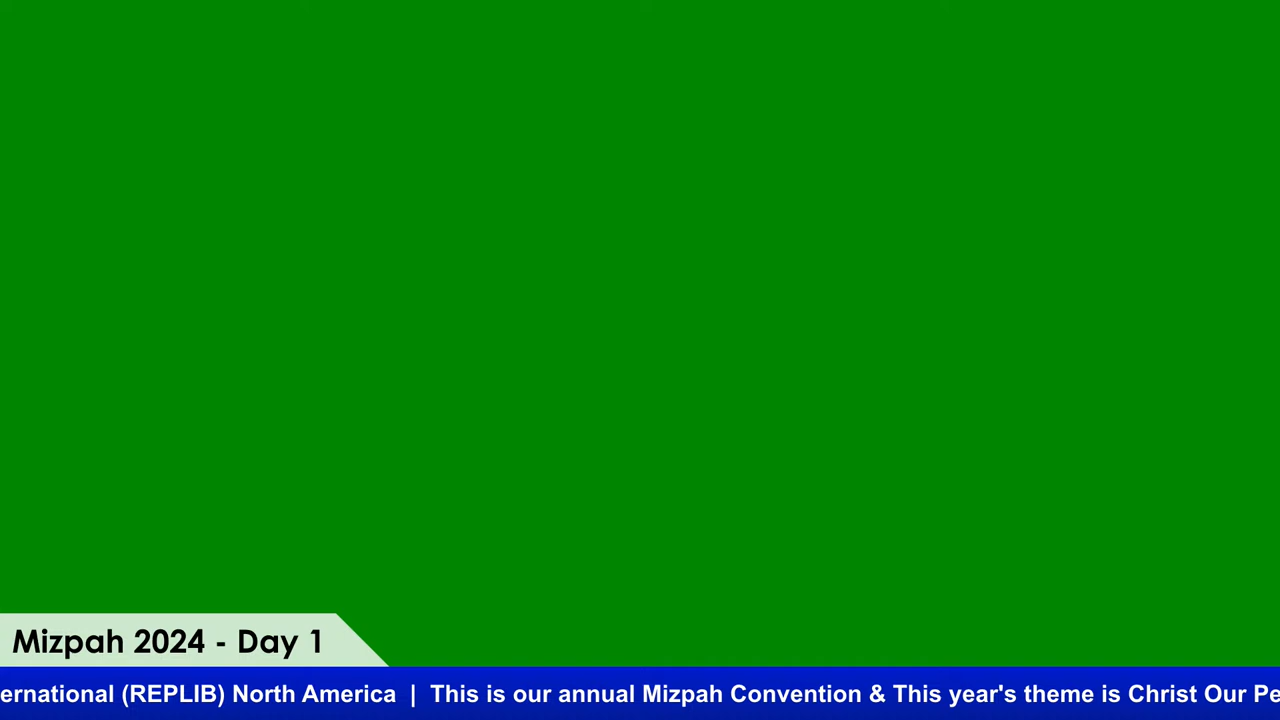 Mizpah 2024 - Day 1
ernational (REPLIB) North America | This is our annual Mizpah Convention & This year's theme is Christ Our Pe